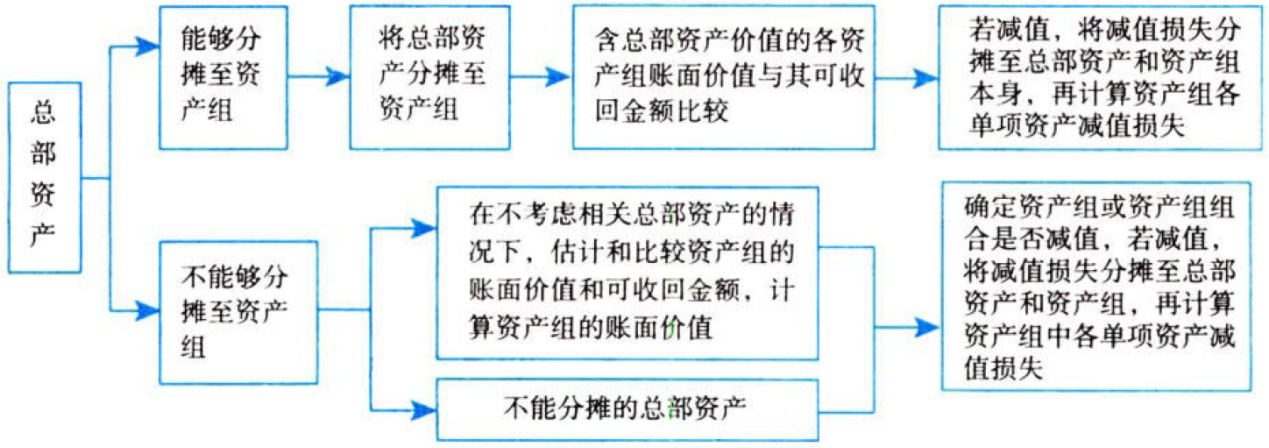 总
部
资
产
能够分
摊至资
产组
将总部资
产分摊至
资产组
含总部资产价值的各资
产组账面价值与其可收
回金额比较
若减值，将减值损失分
摊至总部资产和资产组
本身，再计算资产组各
单项资产减值损失
不能够分
摊至资产
组
在不考虑相关总部资产的情
况下，估计和比较资产组的
账面价值和可收回金额，计
算资产组的账面价值
不能分摊的总部资产
确定资产组或资产组组
合是否减值，若减值，
将减值损失分摊至总部
资产和资产组，再计算
资产组中各单项资产减
值损失